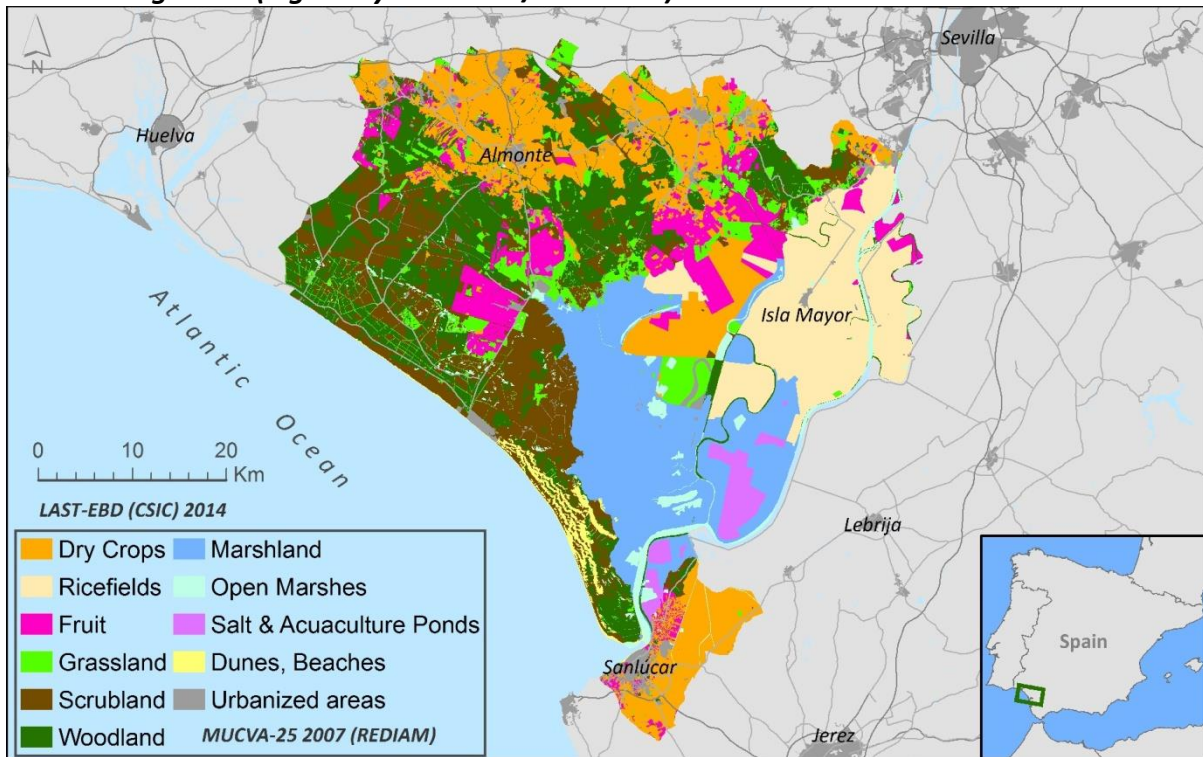 N
Sevilla
Huelva
Almonte
Isla Mayor
Atlantic
Ocean
0 10 20
Km
LAST-EBD (CSIC) 2014
Lebrija
Dry Crops
Marshland
Ricefields
Open Marshes
Fruit
Salt & Acuaculture Ponds
Grassland
Dunes, Beaches
Scrubland
Urbanized areas
Woodland
MUCVA-25 2007 (REDIAM)
Sanlúcar
Jerez
Spain